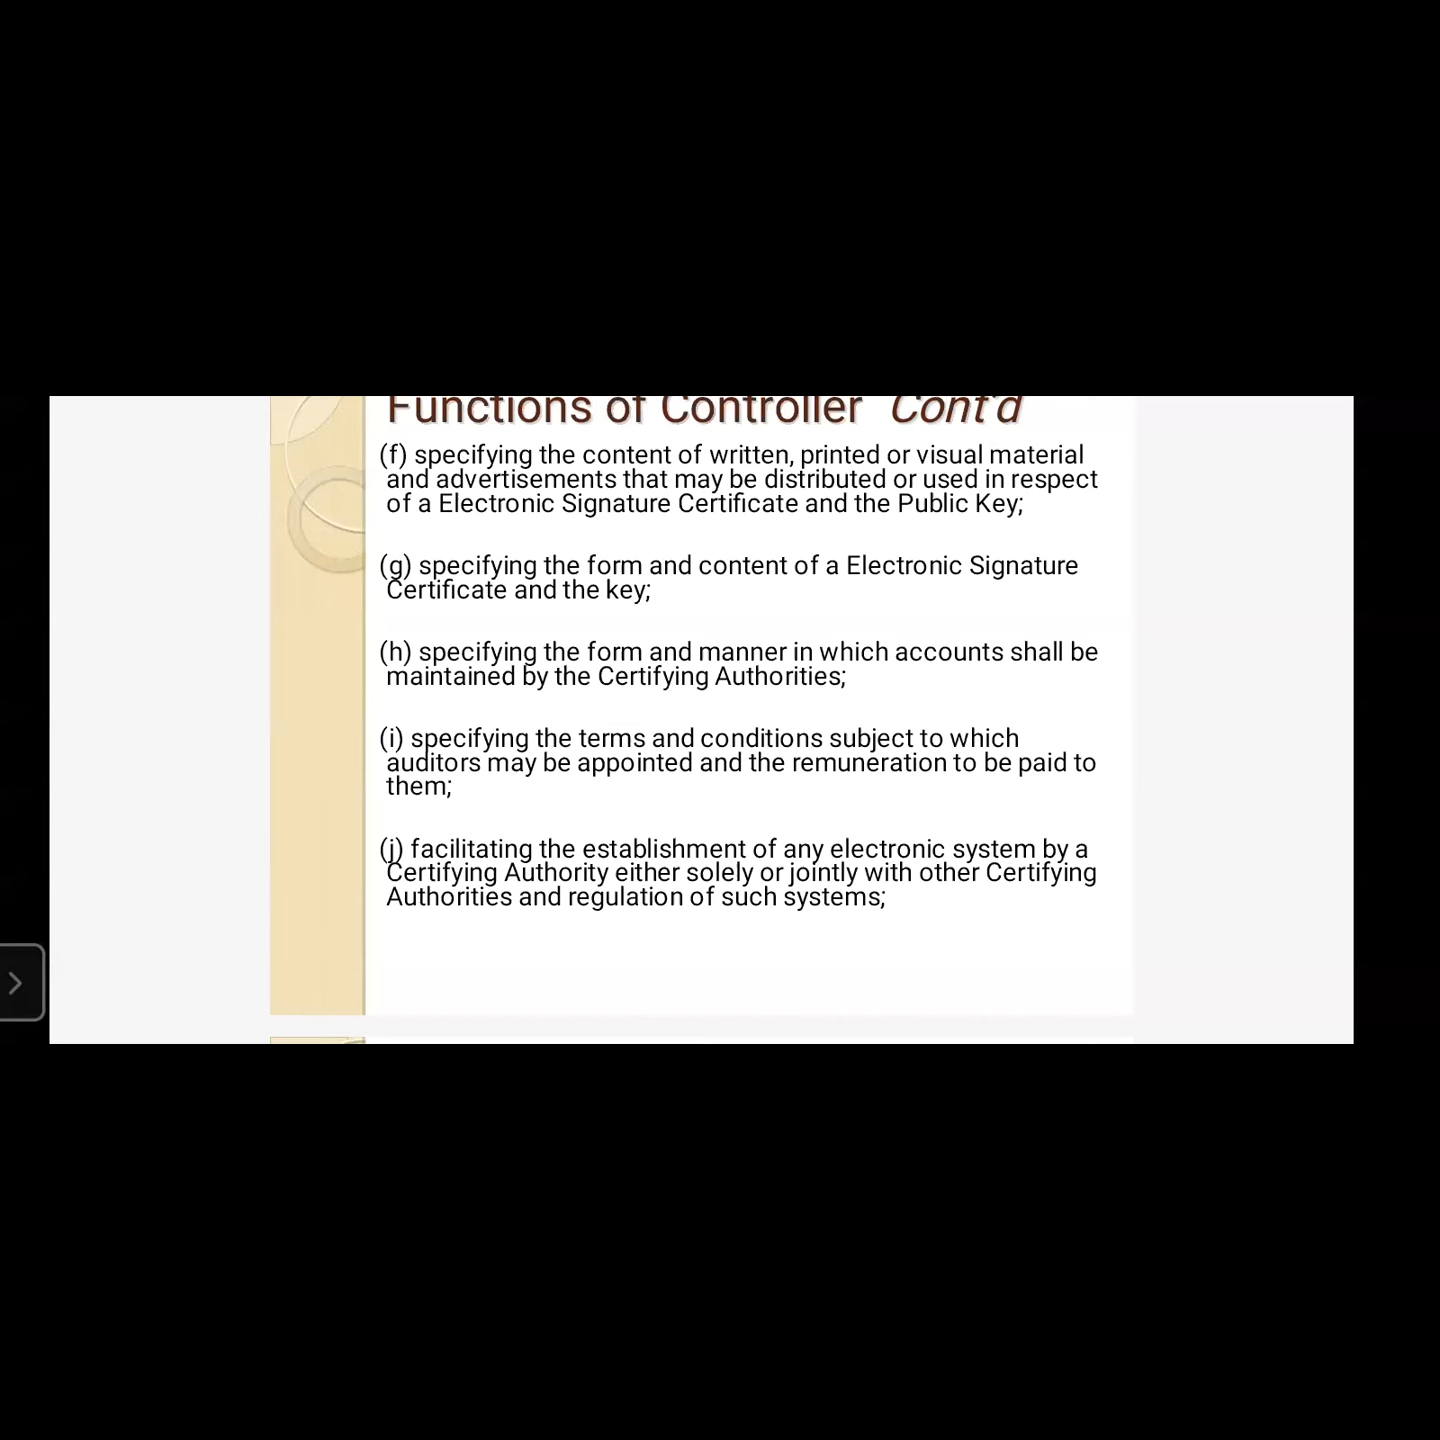 Functions of Controller Cont'd
(f) specifying the content of written, printed or visual material
and advertisements that may be distributed or used in respect
of a Electronic Signature Certificate and the Public Key;
(g) specifying the form and content of a Electronic Signature
Certificate and the key;
(h) specifying the form and manner in which accounts shall be
maintained by the Certifying Authorities;
(i) specifying the terms and conditions subject to which
auditors may be appointed and the remuneration to be paid to
them;
(j) facilitating the establishment of any electronic system by a
Certifying Authority either solely or jointly with other Certifying
Authorities and regulation of such systems;